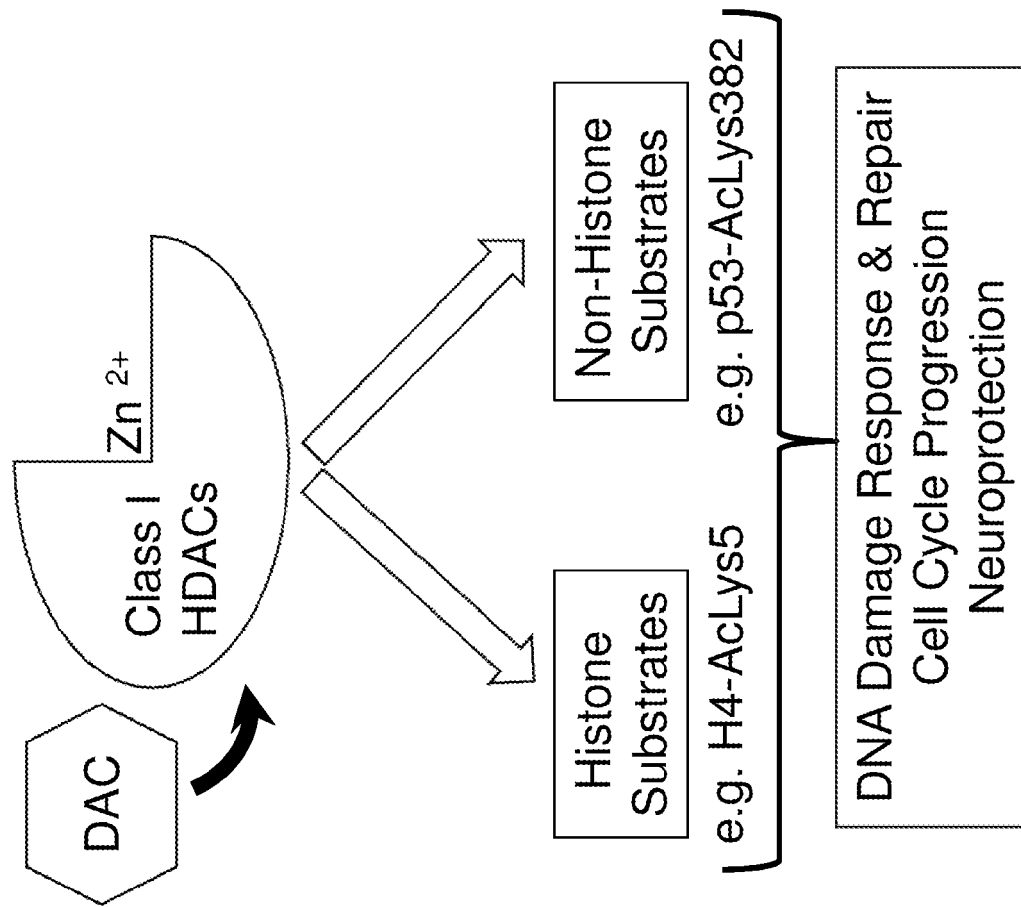 DAC
Class I
HDACs
Zn 2+
Histone
Substrates
e.g. H4-AcLys5
Non-Histone
Substrates
e.g. p53-AcLys382
DNA Damage Response & Repair
Cell Cycle Progression
Neuroprotection